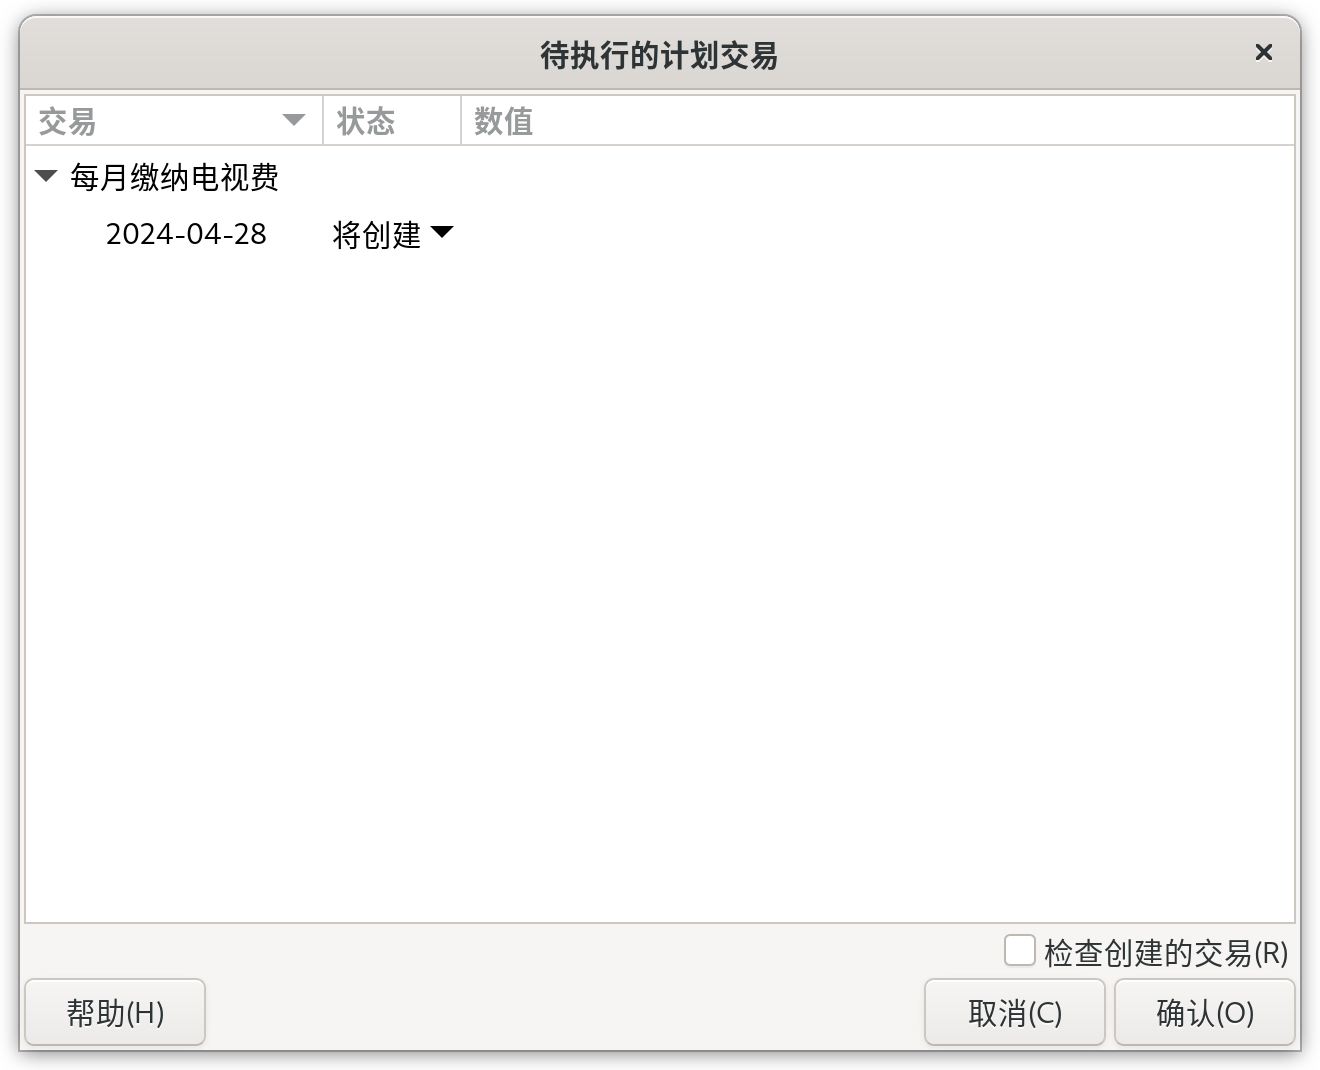 待执行的计划交易
交易 状态 数值
每月缴纳电视费
2024-04-28 将创建
检查创建的交易(R)
帮助(H) 取消(C) 确认(O)